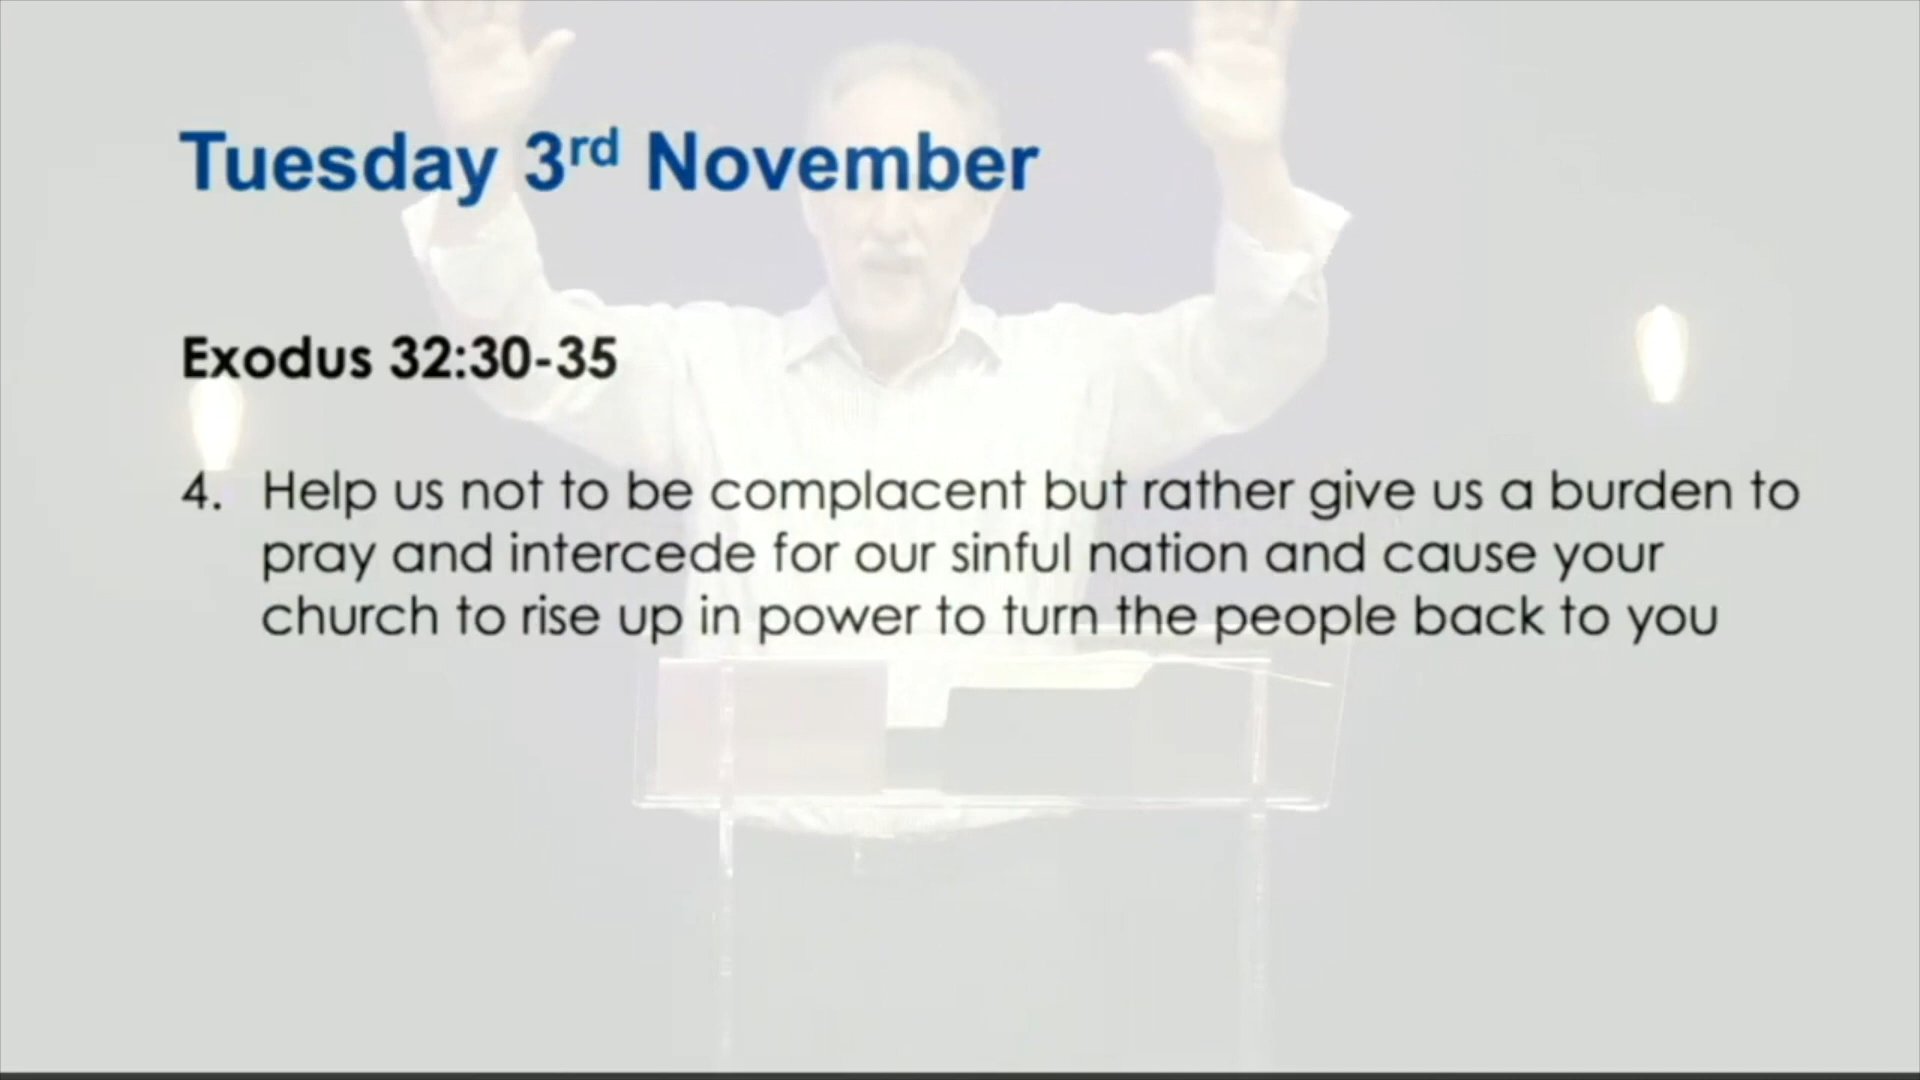 Tuesday 3rd November
Exodus 32:30-35
4. Help us not to be complacent but rather give us a burden to
pray and intercede for our sinful nation and cause your
church to rise up in power to turn the people back to you